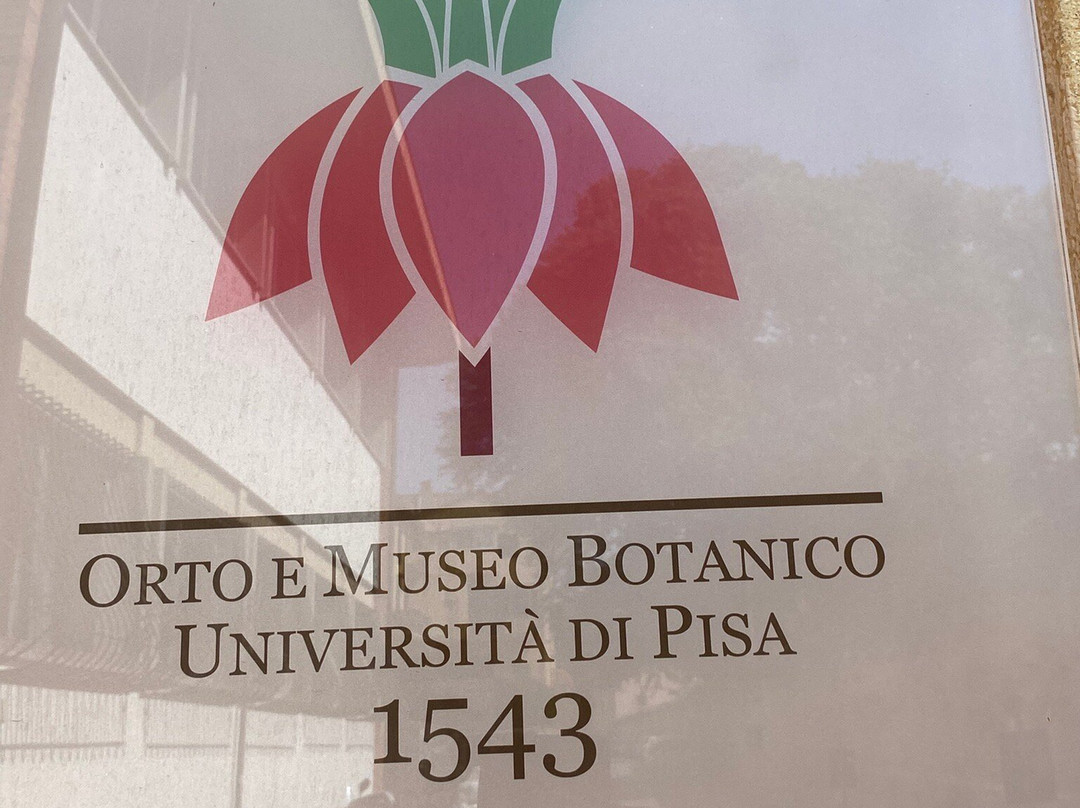 Orto e Museo Botanico
Università di Pisa
1543